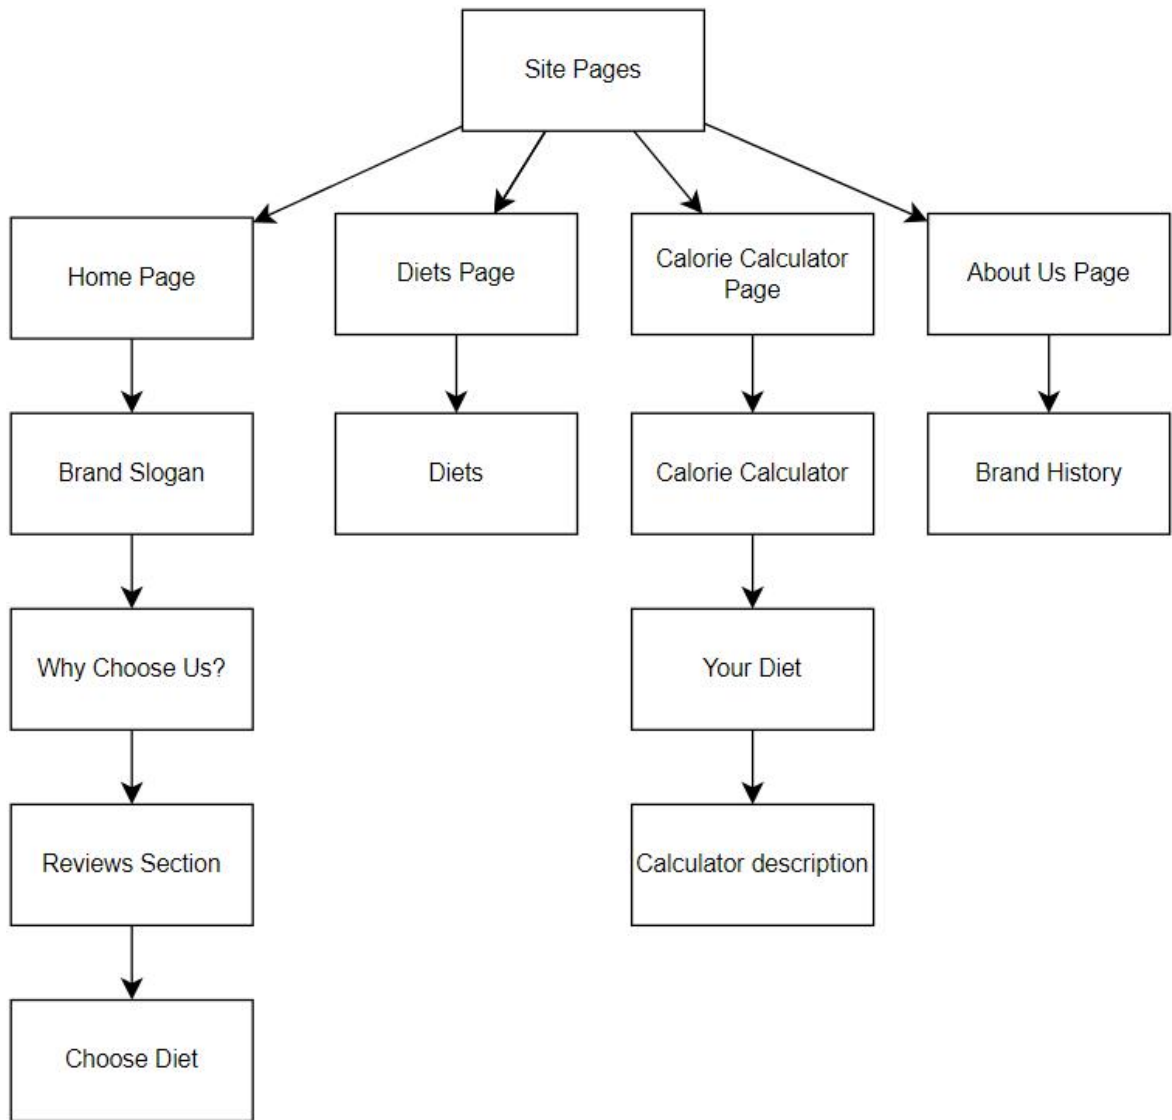 Site Pages
Home Page
Diets Page
Calorie Calculator
Page
About Us Page
Brand Slogan
Diets
Calorie Calculator
Brand History
Why Choose Us?
Your Diet
Reviews Section
Calculator description
Choose Diet